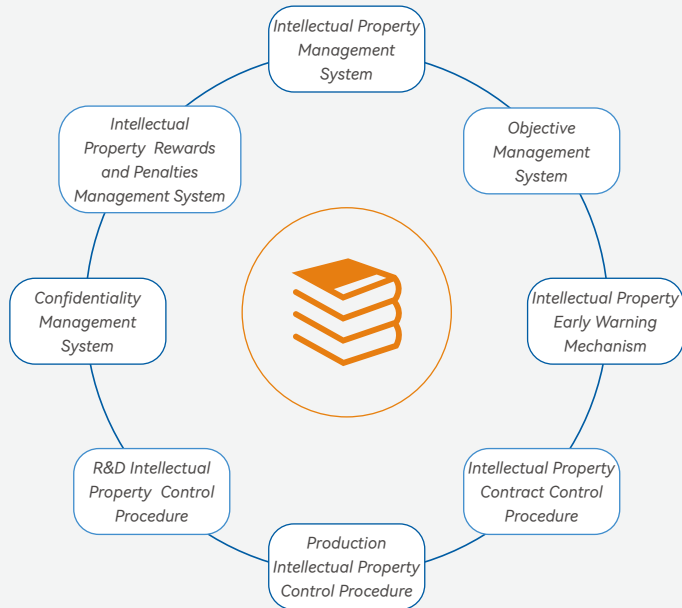 Intellectual Property
Management
System
Objective
Management
System
Intellectual Property
Early Warning
Mechanism
Intellectual Property
Contract Control
Procedure
Production
Intellectual Property
Control Procedure
R&D Intellectual
Property Control
Procedure
Confidentiality
Management
System
Intellectual
Property Rewards
and Penalties
Management System